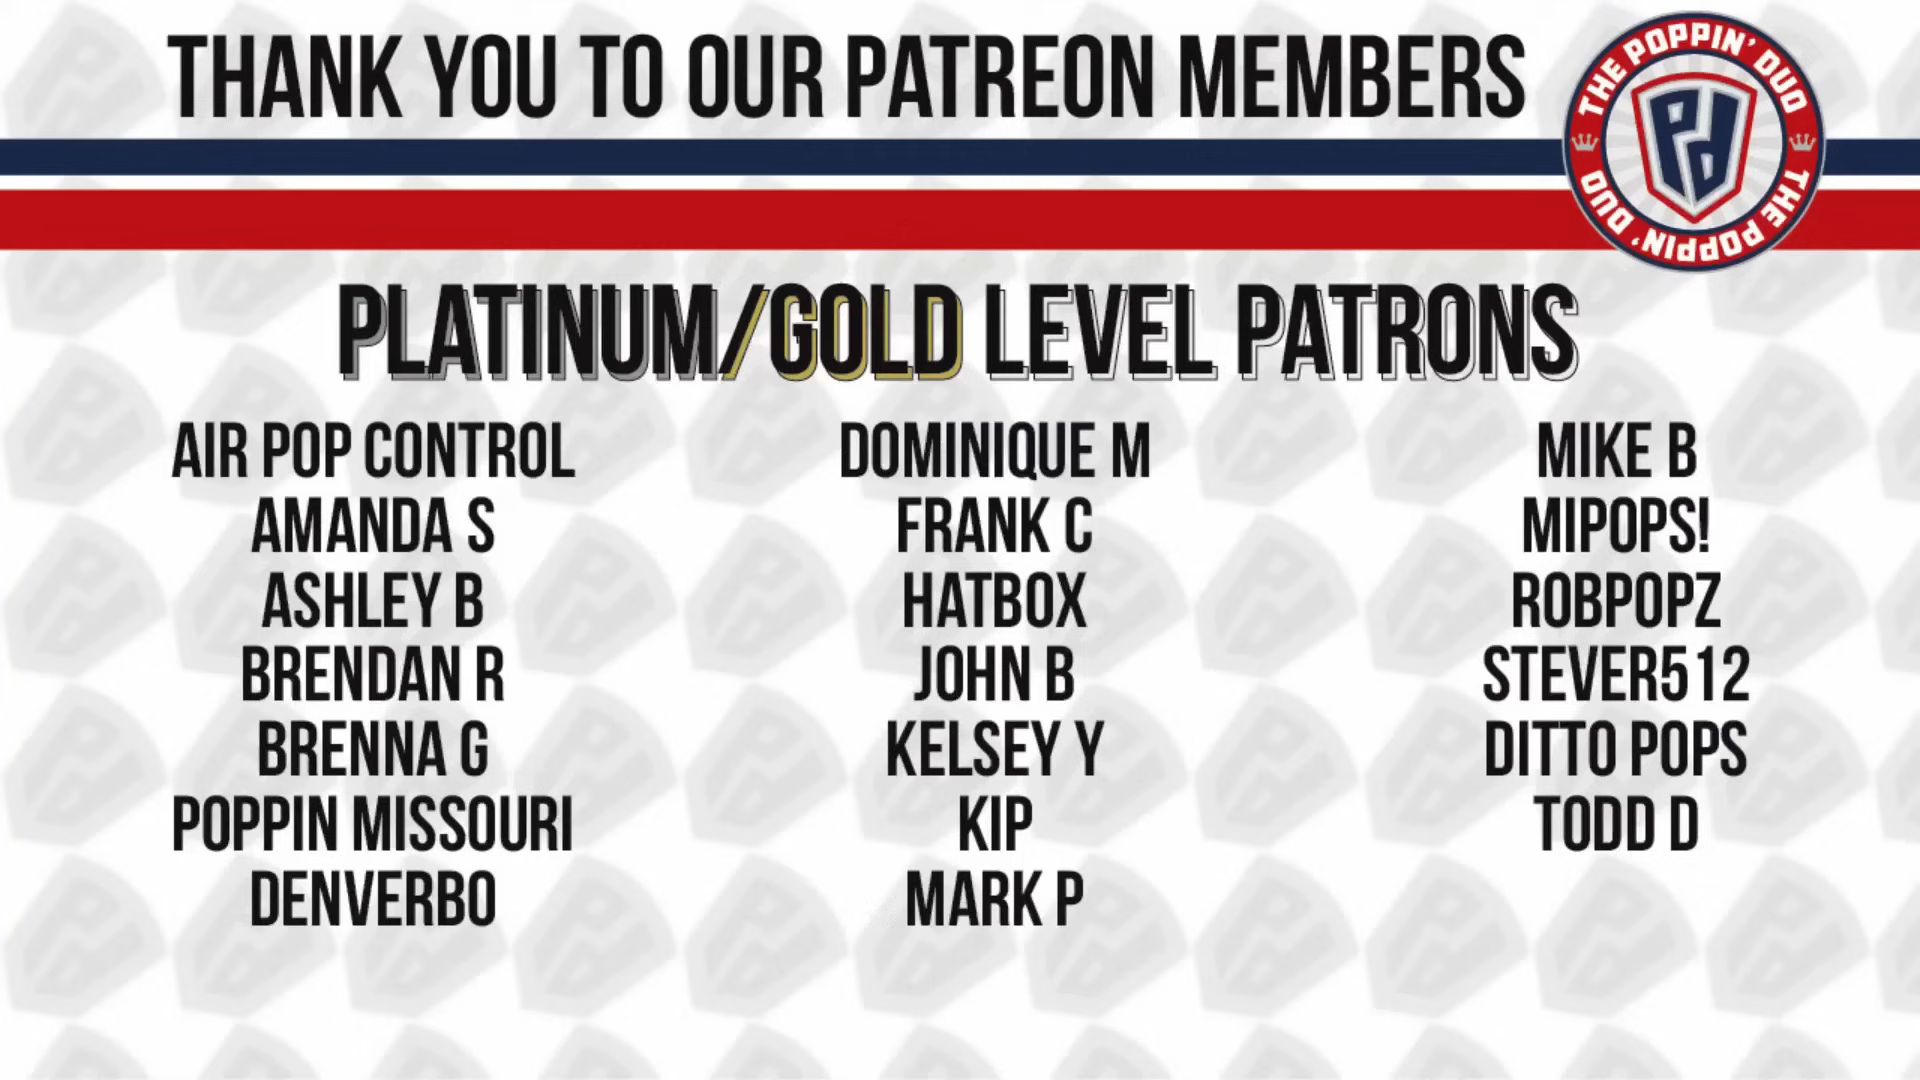 THANK YOU TO OUR PATREON MEMBERS
THE POPPIN' DUO
THE POPPIN' DUO
PD
PLATINUM/GOLD LEVEL PATRONS
AIR POP CONTROL
AMANDA S
ASHLEY B
BRENDAN R
BRENNA G
POPPIN MISSOURI
DENVERBO
DOMINIQUE M
FRANK C
HATBOX
JOHN B
KELSEY Y
KIP
MARK P
MIKE B
MIPOPS!
ROBPOPZ
STEVER512
DITTO POPS
TODD D